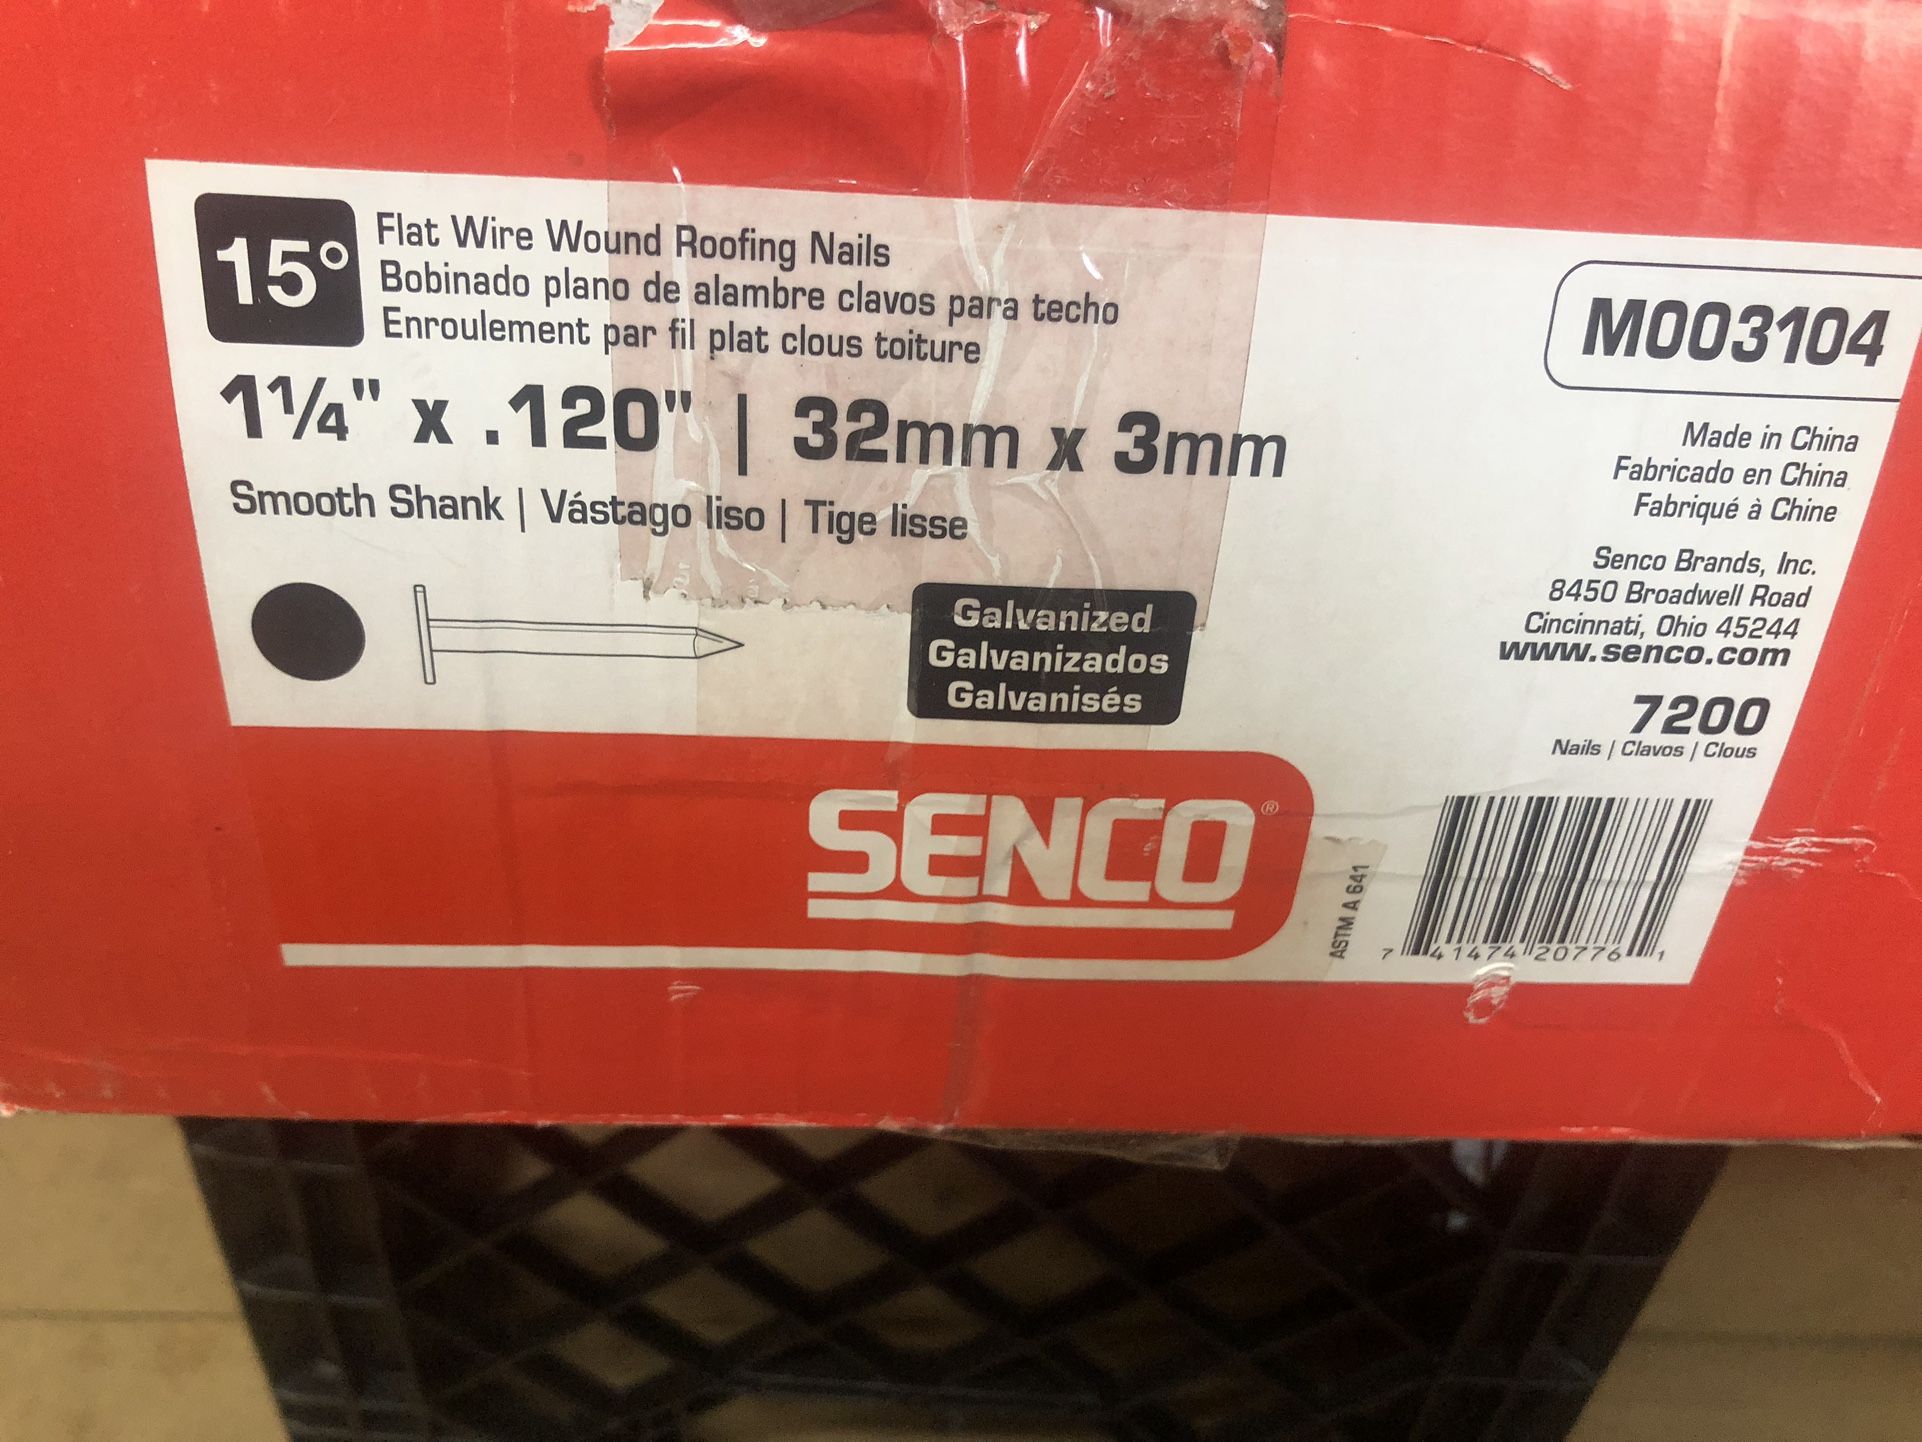 15°
Flat Wire Wound Roofing Nails
Bobinado plano de alambre clavos para techo
Enroulement par fil plat clous toiture
1¼" x .120" | 32mm x 3mm
Smooth Shank | Vástago liso | Tige lisse
Galvanized
Galvanizados
Galvanisés
M003104
Made in China
Fabricado en China
Fabriqué à Chine
Senco Brands, Inc.
8450 Broadwell Road
Cincinnati, Ohio 45244
www.senco.com
7200
Nails | Clavos | Clous
SENCO®
ASTM A 641
7 41474 20776 1